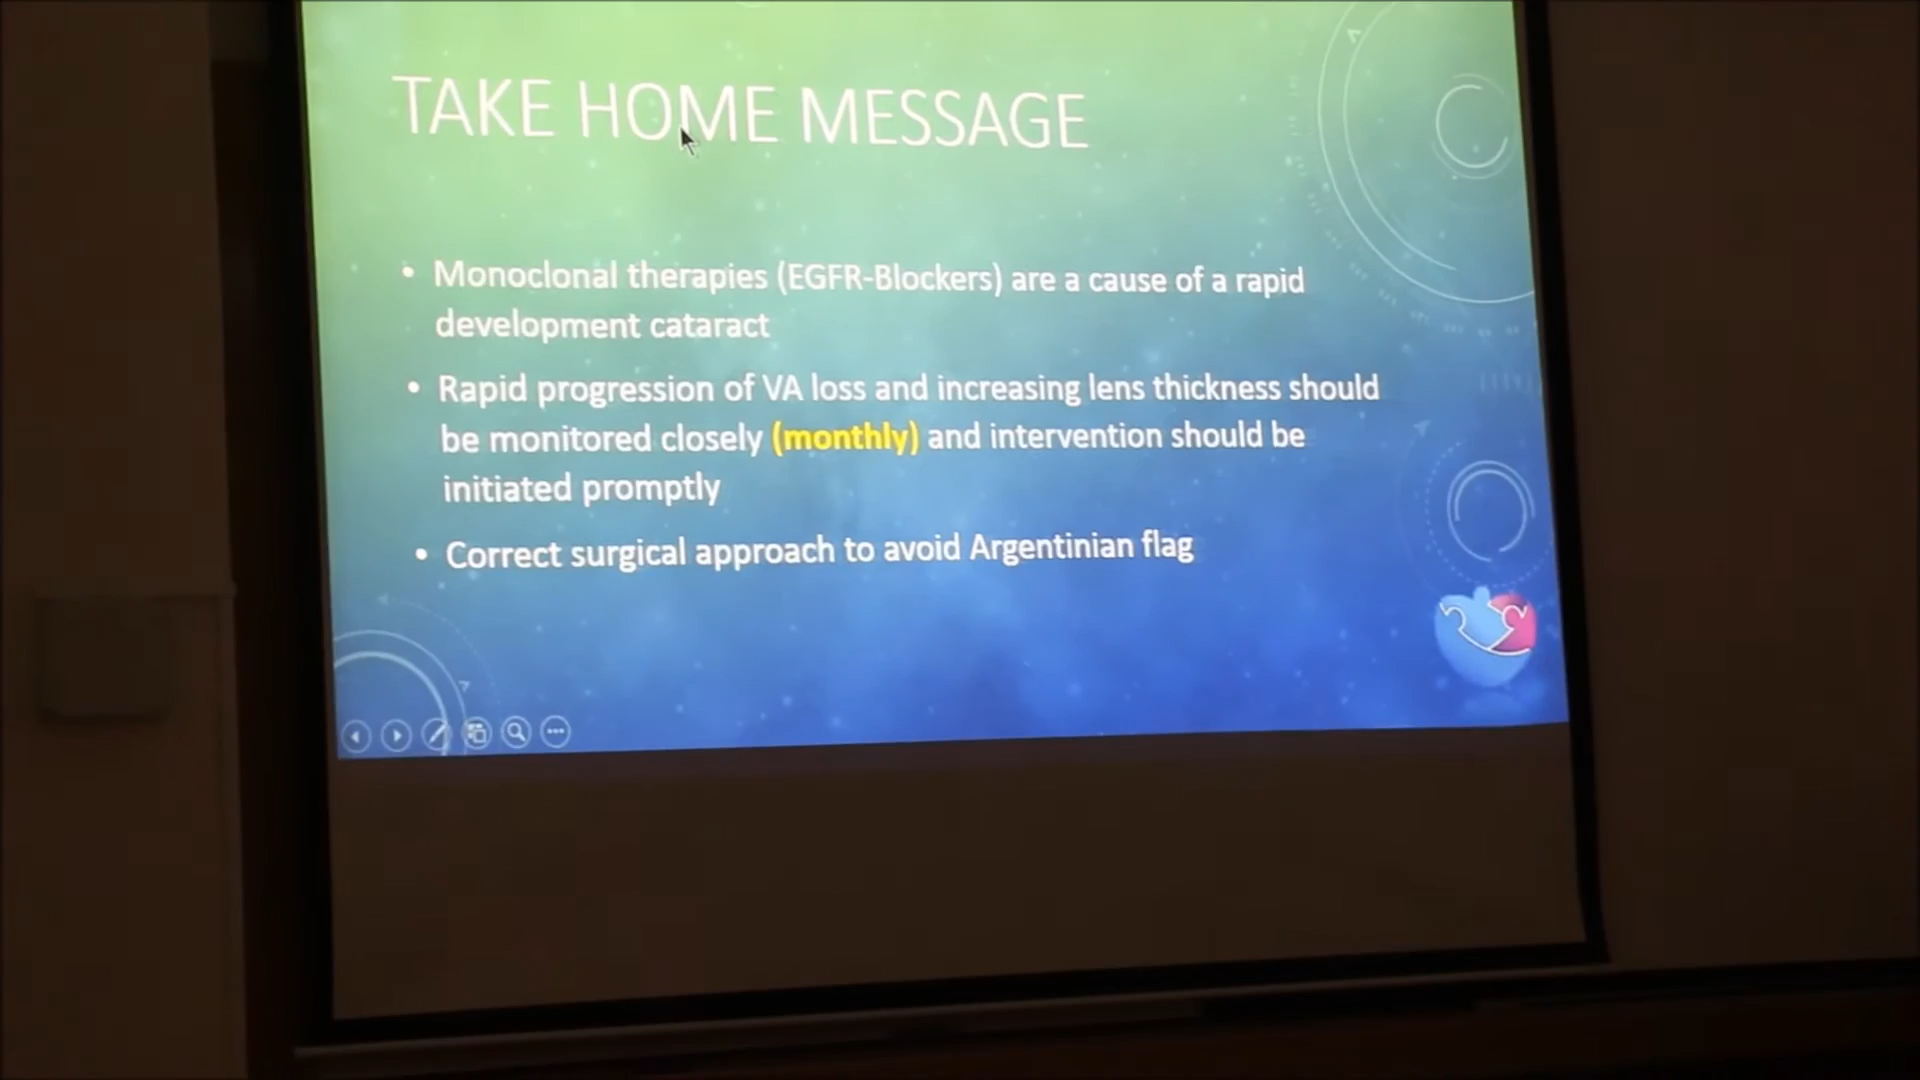 TAKE HOME MESSAGE
• Monoclonal therapies (EGFR-Blockers) are a cause of a rapid
development cataract
• Rapid progression of VA loss and increasing lens thickness should
be monitored closely (monthly) and intervention should be
initiated promptly
• Correct surgical approach to avoid Argentinian flag